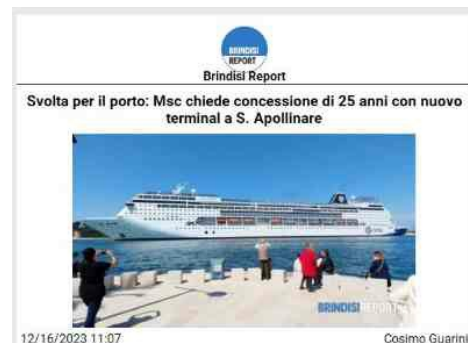 BRINDISI
REPORT
Brindisi Report
Svolta per il porto: Msc chiede concessione di 25 anni con nuovo
terminal a S. Apollinare
BRINDISI REPORT
12/16/2023 11:07
Cosimo Guarini